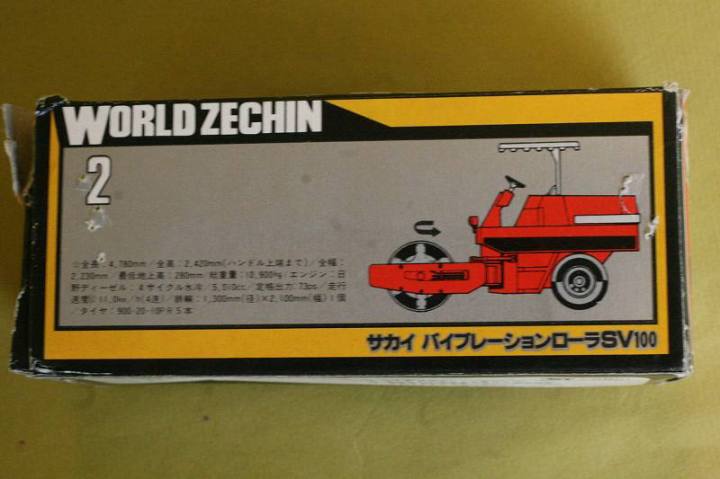 WORLD ZECHIN
2
☆全長:4,780mm/全高:2,420mm(ハンドル上端まで)/全幅:
2,230mm/最低地上高:280mm/総重量:10,900kg/エンジン:日
野ディーゼル:4サイクル水冷/5,010cc/定格出力:73ps/走行
速度:11.0km/h(4速)/鉄輪:1,300mm(径)×2,100mm(幅)1個
/タイヤ:900-20-10PR5本
サカイ バイブレーションローラSV100